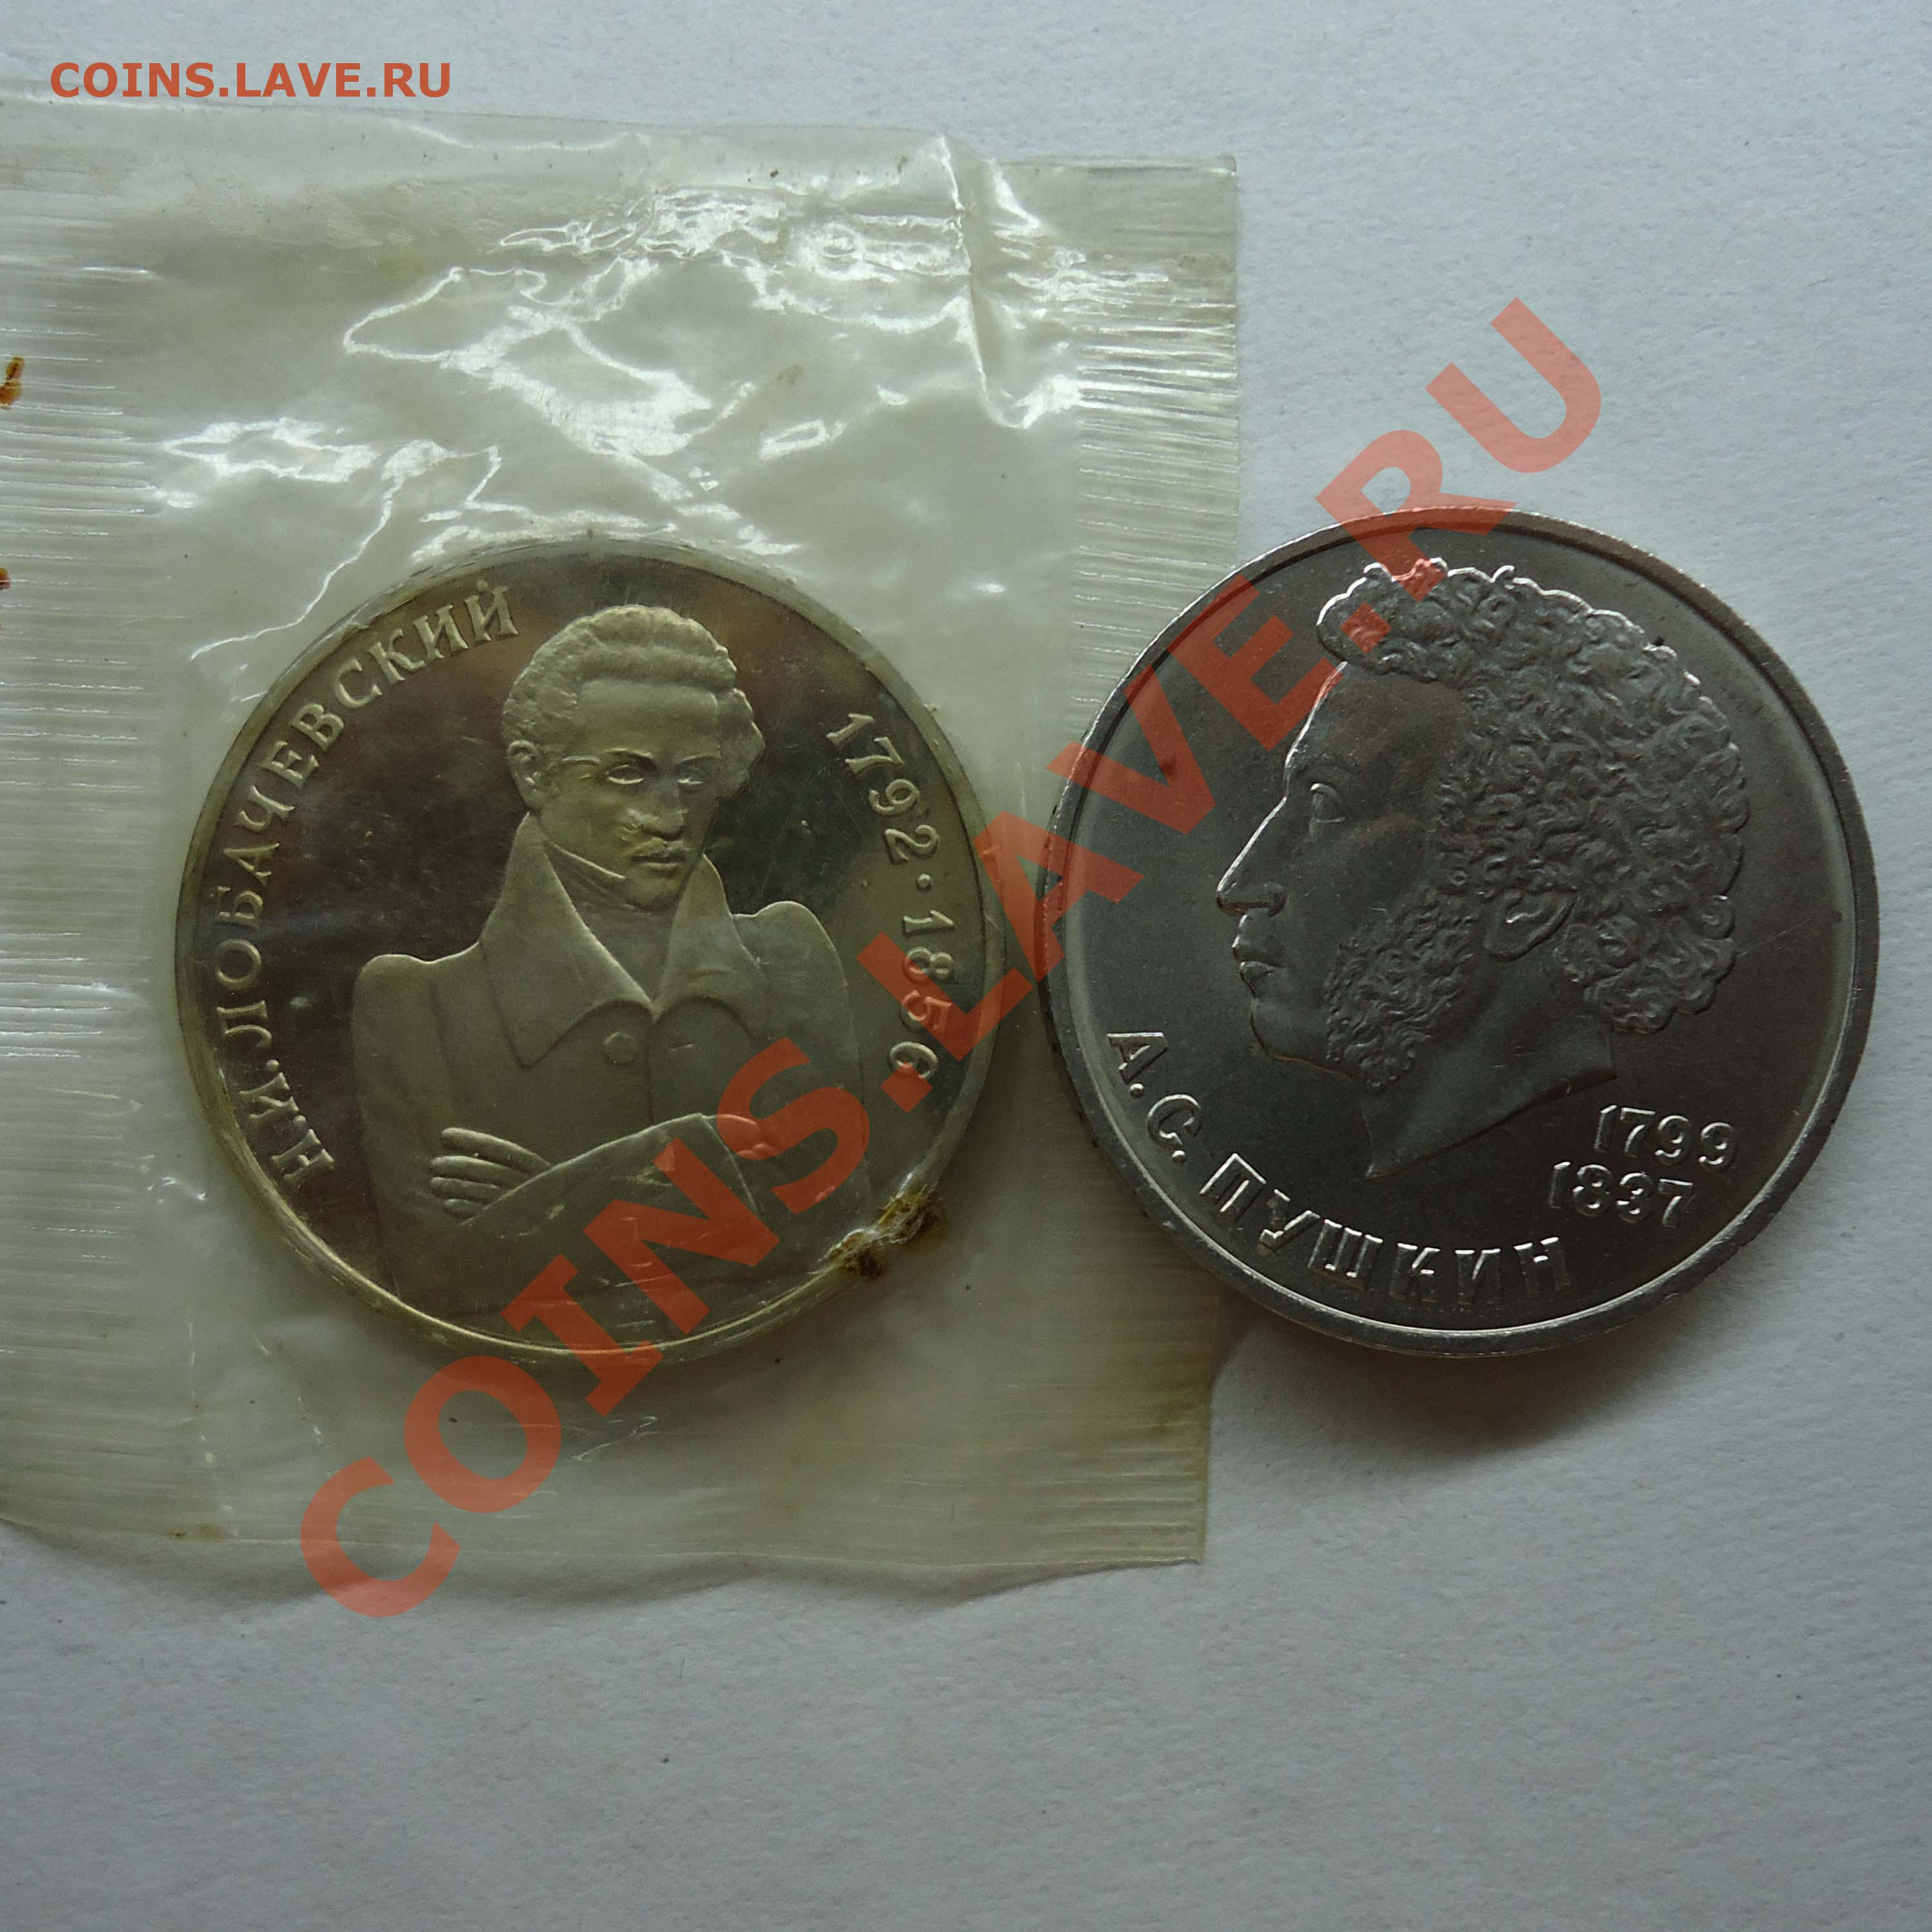 COINS.LAVE.RU
Н.И.ЛОБАЧЕВСКИЙ
1792·1856
А.С.ПУШКИН
1799
1837
COINS.LAVE.RU